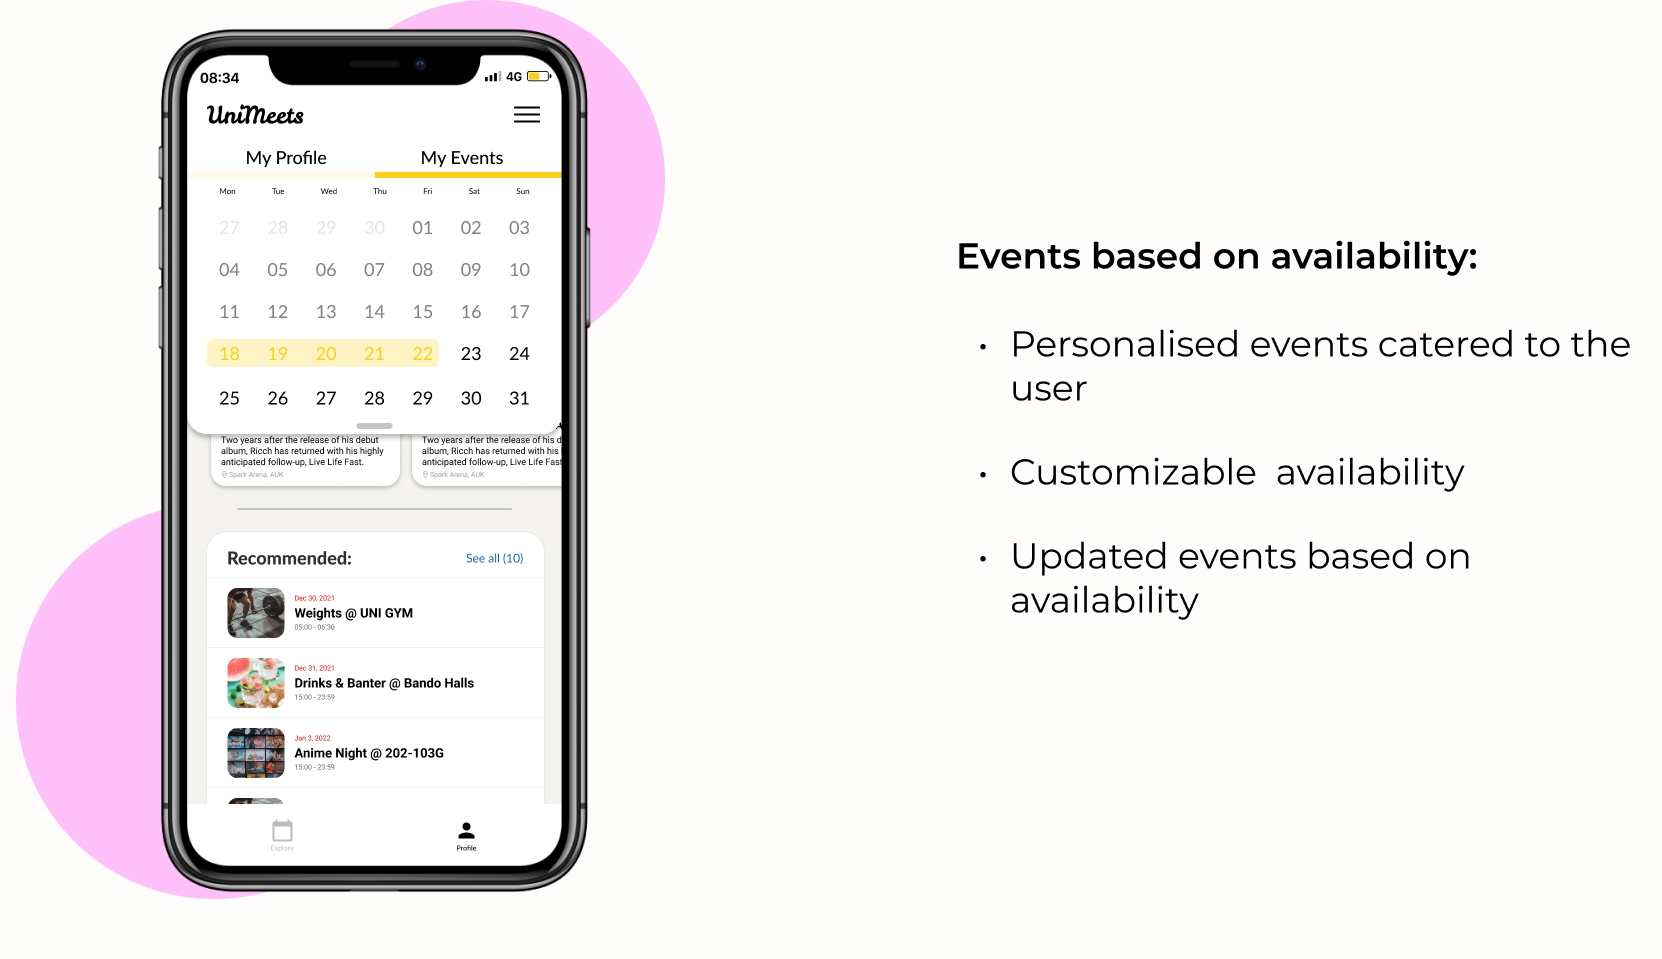 08:34
4G
UniMeets
My Profile My Events
Mon Tue Wed Thu Fri Sat Sun
27 28 29 30 01 02 03
04 05 06 07 08 09 10
11 12 13 14 15 16 17
18 19 20 21 22 23 24
25 26 27 28 29 30 31
Two years after the release of his debut
album, Ricch has returned with his highly
anticipated follow-up, Live Life Fast.
Spark Arena, AUK
Two years after the release of his d
album, Ricch has returned with his
anticipated follow-up, Live Life Fast
Spark Arena, AUK
Recommended:
See all (10)
Dec 30, 2021
Weights @ UNI GYM
05:00 - 06:30
Dec 31, 2021
Drinks & Banter @ Bando Halls
15:00 - 23:59
Jan 3, 2022
Anime Night @ 202-103G
15:00 - 23:59
Explore
Profile
Events based on availability:
• Personalised events catered to the
user
• Customizable  availability
• Updated events based on
availability